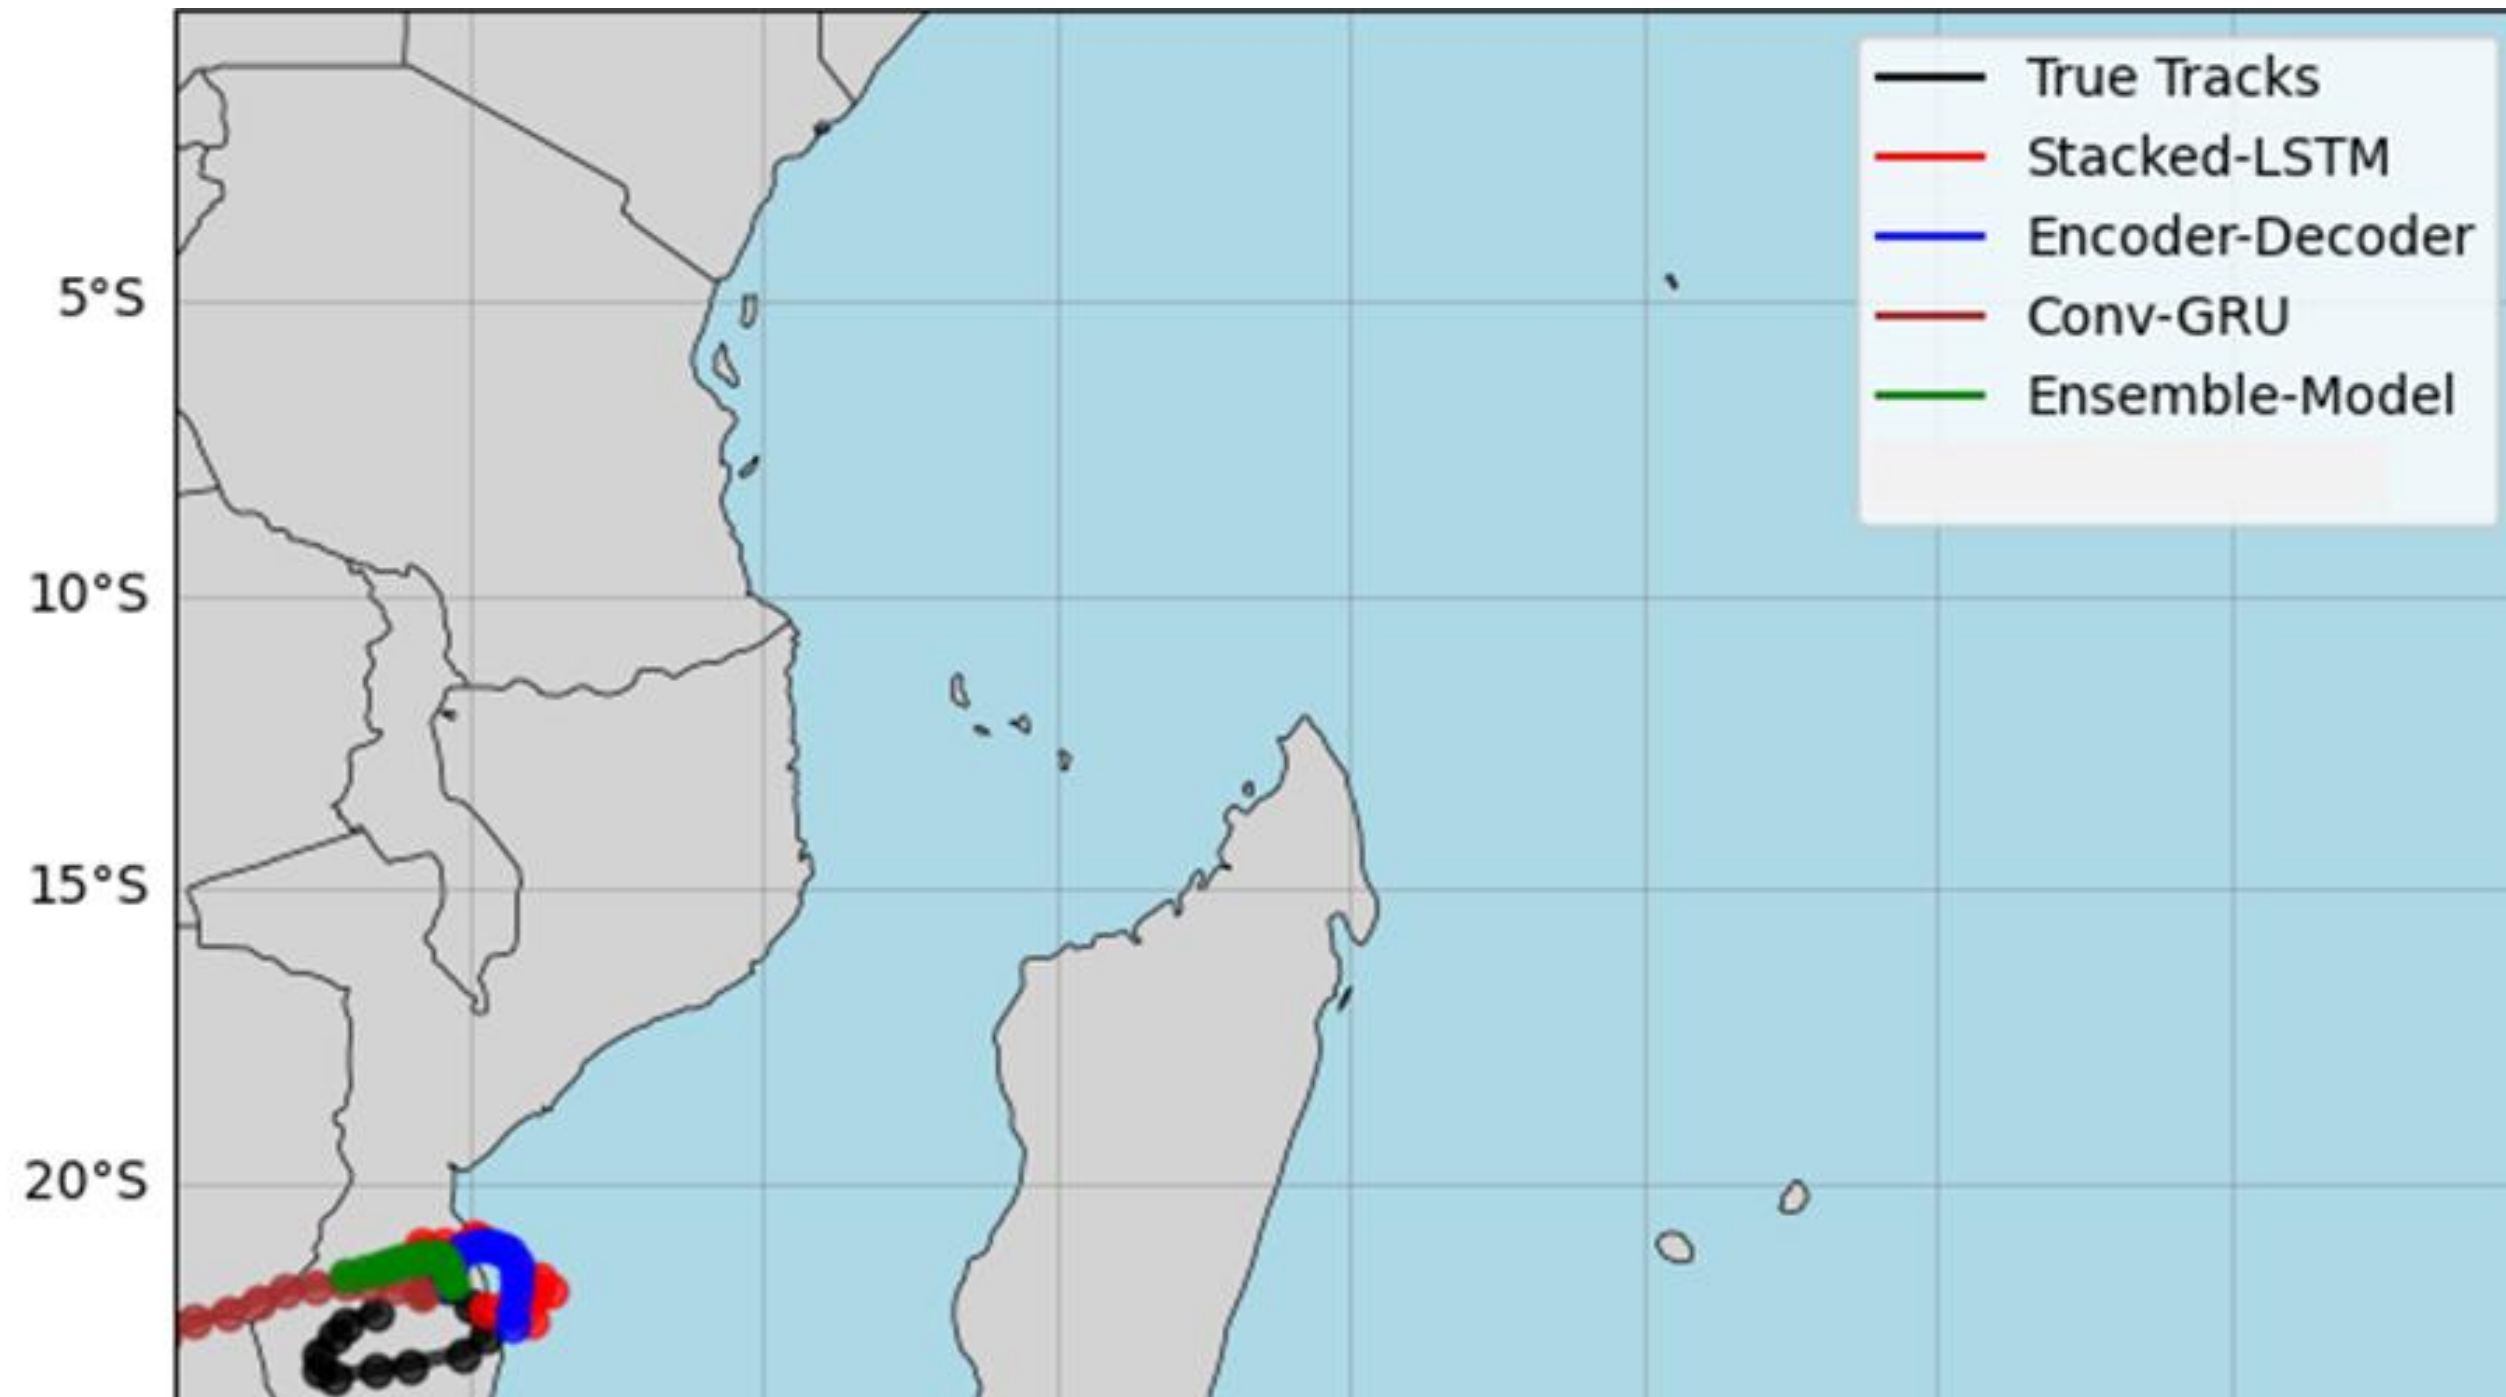 True Tracks
Stacked-LSTM
Encoder-Decoder
Conv-GRU
Ensemble-Model
5°S
10°S
15°S
20°S